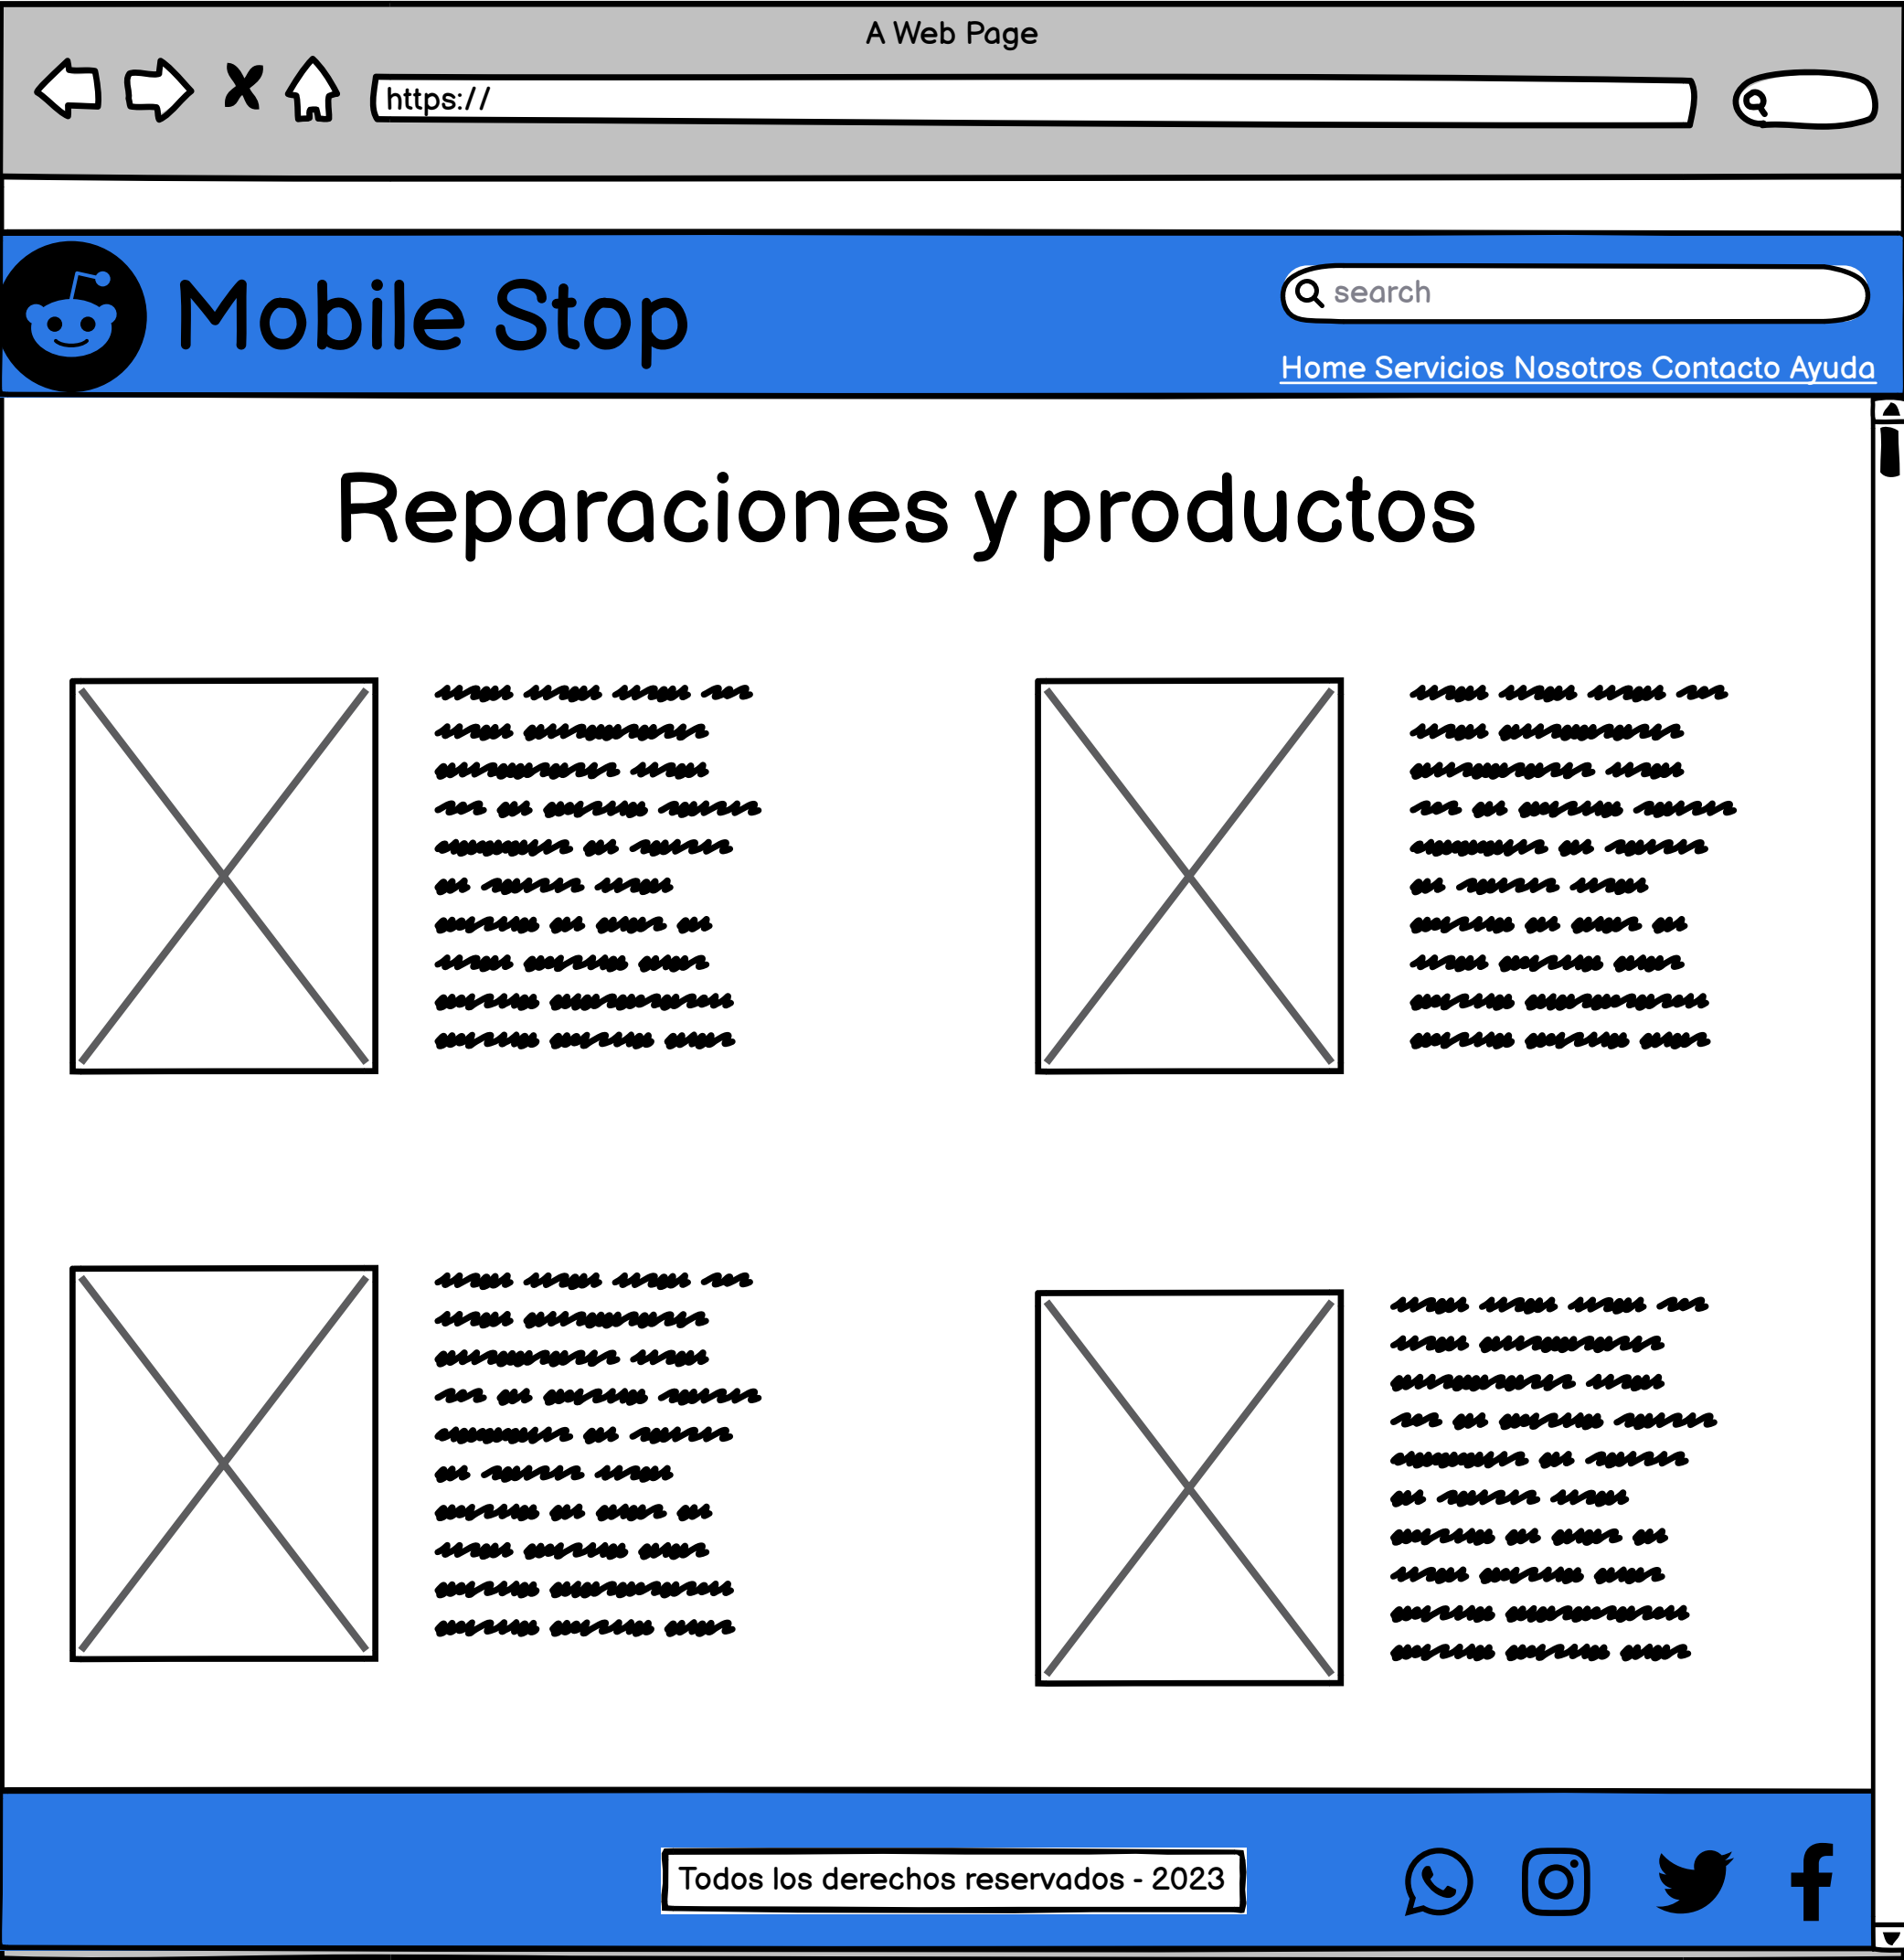 A Web Page
https://
Mobile Stop
search
Home Servicios Nosotros Contacto Ayuda
Reparaciones y productos
Todos los derechos reservados - 2023